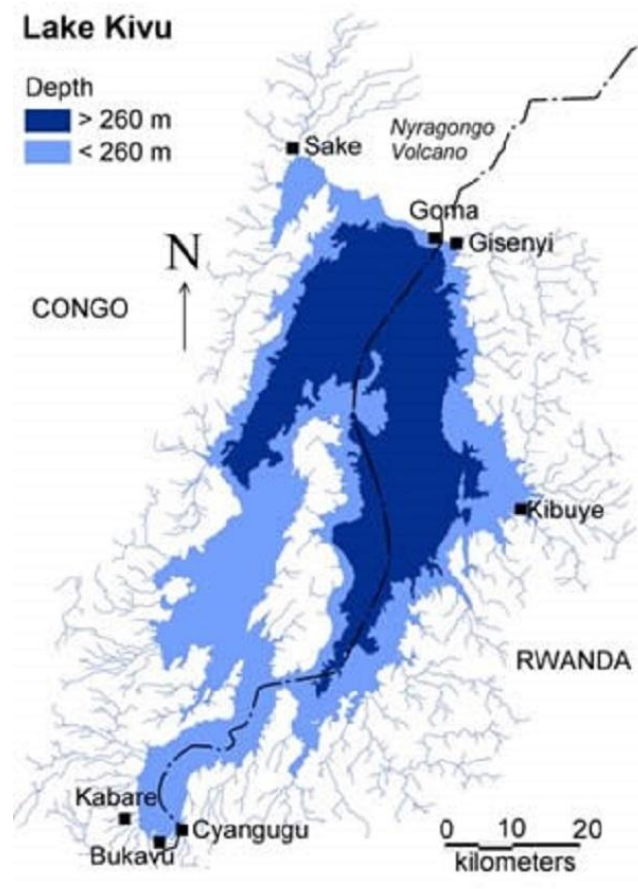 Lake Kivu
Depth
> 260 m
< 260 m
Sake
Nyragongo
Volcano
Goma
Gisenyi
N
CONGO
Kibuye
RWANDA
Kabare
Cyangugu
Bukavu
0 10 20
kilometers